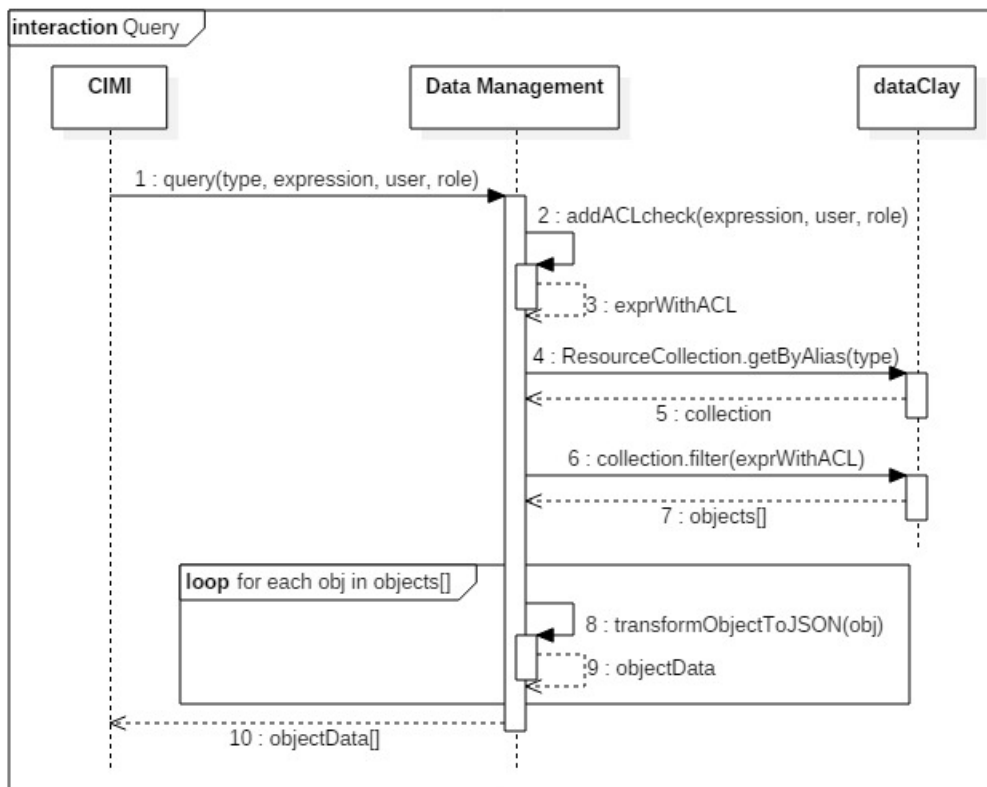 interaction Query
CIMI
Data Management
dataClay
1 : query(type, expression, user, role)
2 : addACLcheck(expression, user, role)
3 : exprWithACL
4 : ResourceCollection.getByAlias(type)
5 : collection
6 : collection.filter(exprWithACL)
7 : objects[]
loop for each obj in objects[]
8 : transformObjectToJSON(obj)
9 : objectData
10 : objectData[]